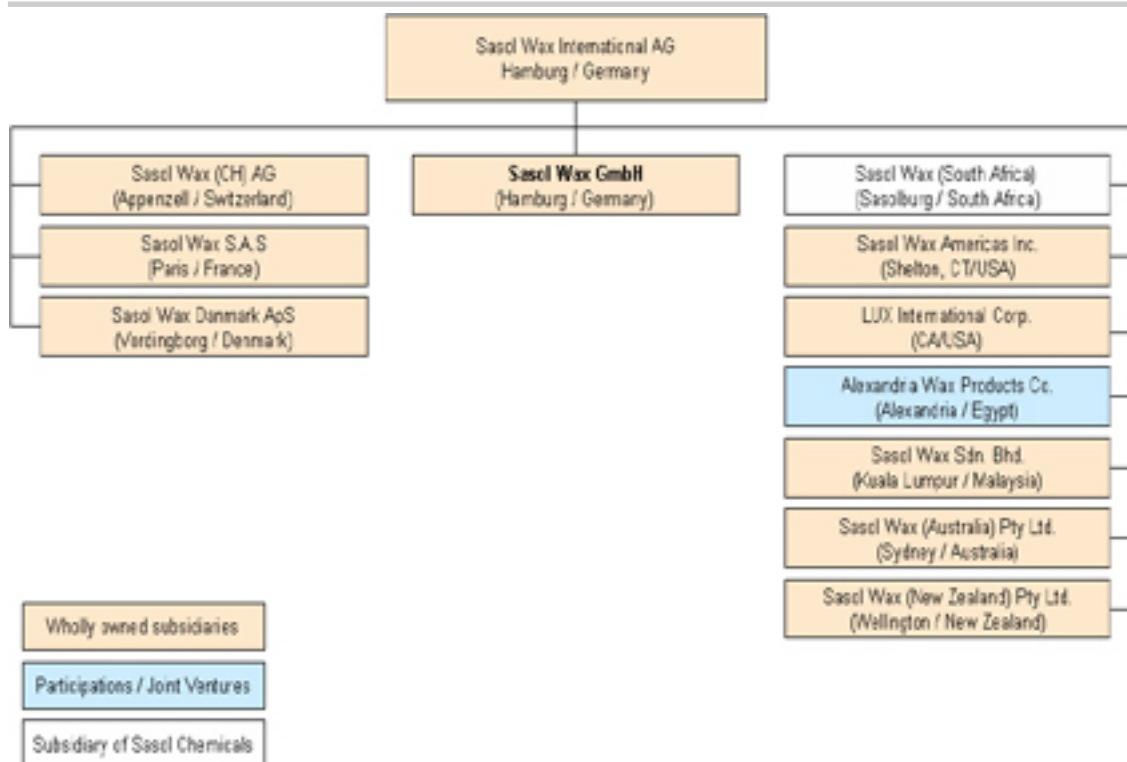 Sasol Wax International AG
Hamburg / Germany
Sasol Wax (CH) AG
(Appenzell / Switzerland)
Sasol Wax S.A.S
(Paris / France)
Sasol Wax Danmark ApS
(Vordingborg / Denmark)
Sasol Wax GmbH
(Hamburg / Germany)
Sasol Wax (South Africa)
(Sasolburg / South Africa)
Sasol Wax Americas Inc.
(Shelton, CT/USA)
LUX International Corp.
(CA/USA)
Alexandria Wax Products Co.
(Alexandria / Egypt)
Sasol Wax Sdn. Bhd.
(Kuala Lumpur / Malaysia)
Sasol Wax (Australia) Pty Ltd.
(Sydney / Australia)
Sasol Wax (New Zealand) Pty Ltd.
(Wellington / New Zealand)
Wholly owned subsidiaries
Participations / Joint Ventures
Subsidiary of Sasol Chemicals